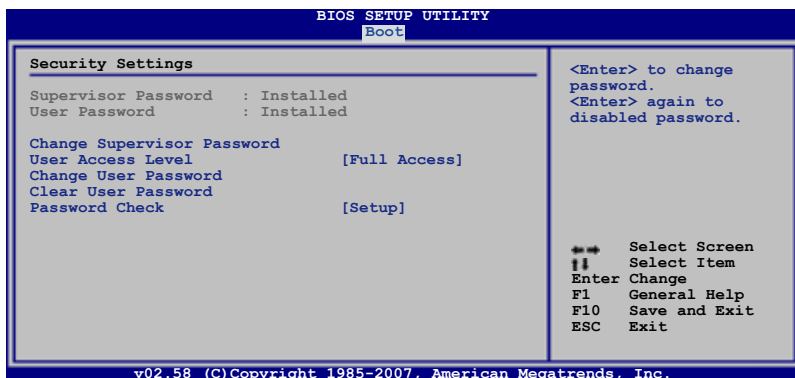 BIOS SETUP UTILITY
Boot
Security Settings
Supervisor Password : Installed
User Password : Installed
Change Supervisor Password
User Access Level [Full Access]
Change User Password
Clear User Password
Password Check [Setup]
<Enter> to change
password.
<Enter> again to
disabled password.
←→ Select Screen
↑↓ Select Item
Enter Change
F1 General Help
F10 Save and Exit
ESC Exit
v02.58 (C)Copyright 1985-2007, American Megatrends, Inc.